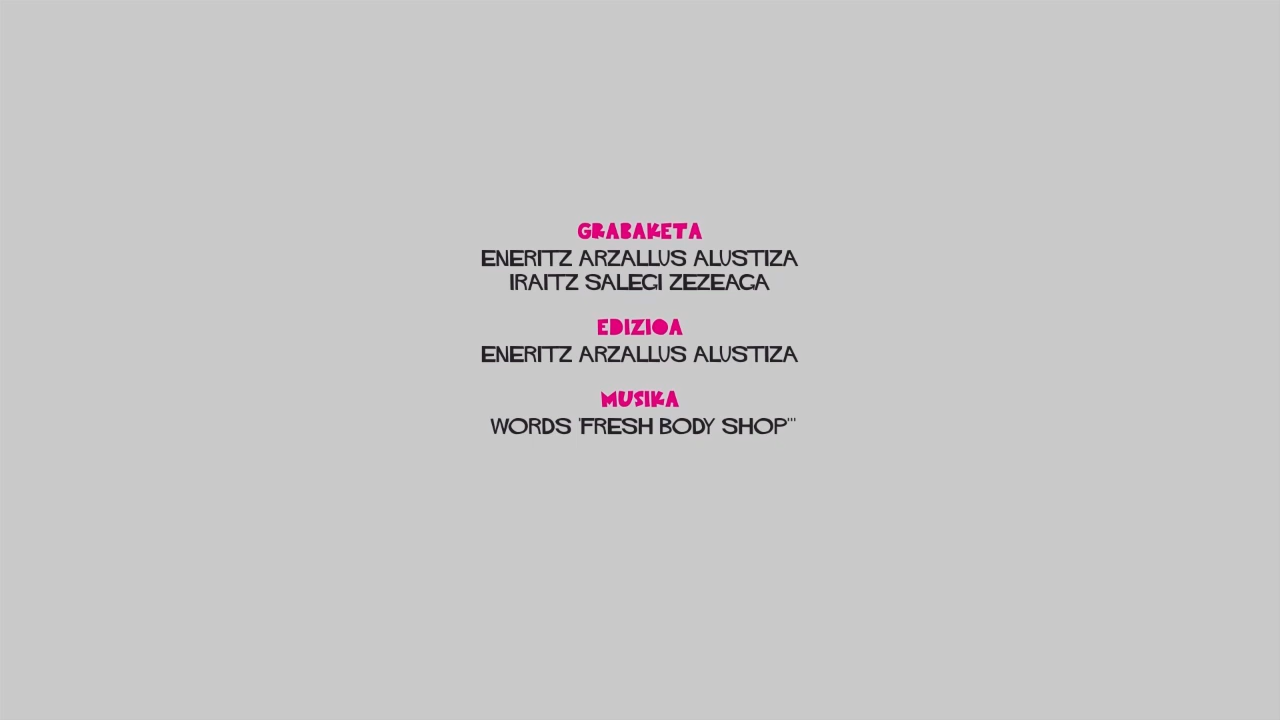 GRABAKETA
ENERITZ ARZALLUS ALUSTIZA
IRAITZ SALEGI ZEZEAGA
EDIZIOA
ENERITZ ARZALLUS ALUSTIZA
MUSIKA
WORDS 'FRESH BODY SHOP'''